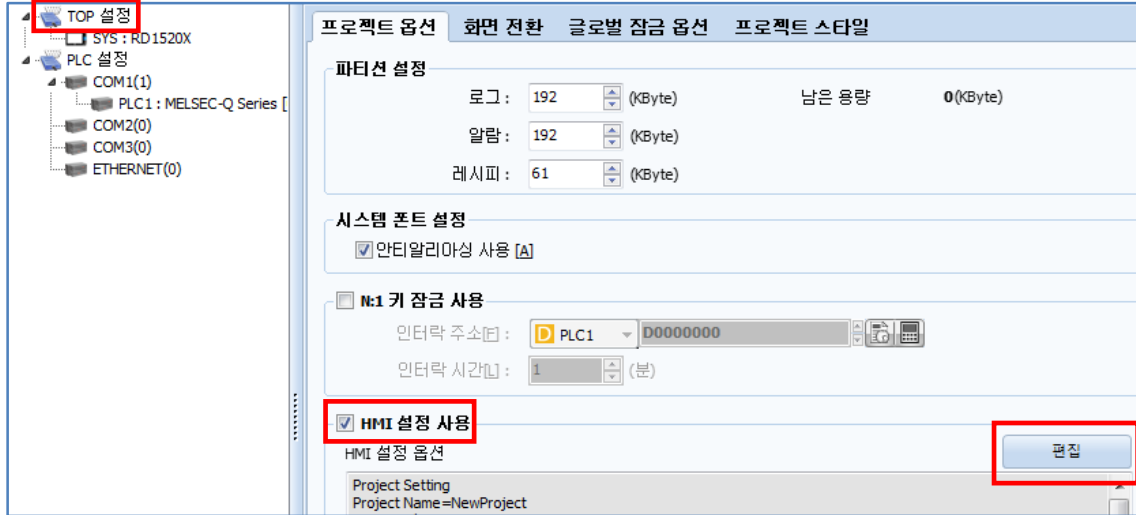 TOP 설정
SYS : RD1520X
PLC 설정
COM1(1)
PLC1 : MELSEC-Q Series [
COM2(0)
COM3(0)
ETHERNET(0)
프로젝트 옵션 화면 전환 글로벌 잠금 옵션 프로젝트 스타일
파티션 설정
로그 : 192 (KByte) 남은 용량 0(KByte)
알람 : 192 (KByte)
레시피 : 61 (KByte)
시스템 폰트 설정
안티알리아싱 사용 [A]
N:1 키 잠금 사용
인터락 주소[F] : D PLC1 D0000000
인터락 시간[L] : 1 (분)
HMI 설정 사용
HMI 설정 옵션 편집
Project Setting
Project Name=NewProject